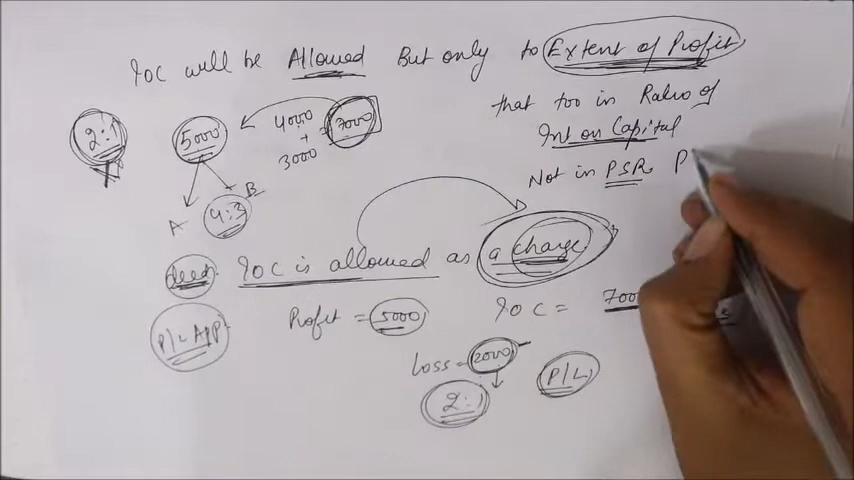 IOC will be Allowed But only to Extent of Profit
that too in Ratio of
Int on Capital
Not in PSR P
2:1
5000
4000
+
3000
= 7000
A
B
4:3
deed
IOC is allowed as a charge
Profit = 5000
IOC = 700
P/L App.
Loss = 2000
P/L
2:1